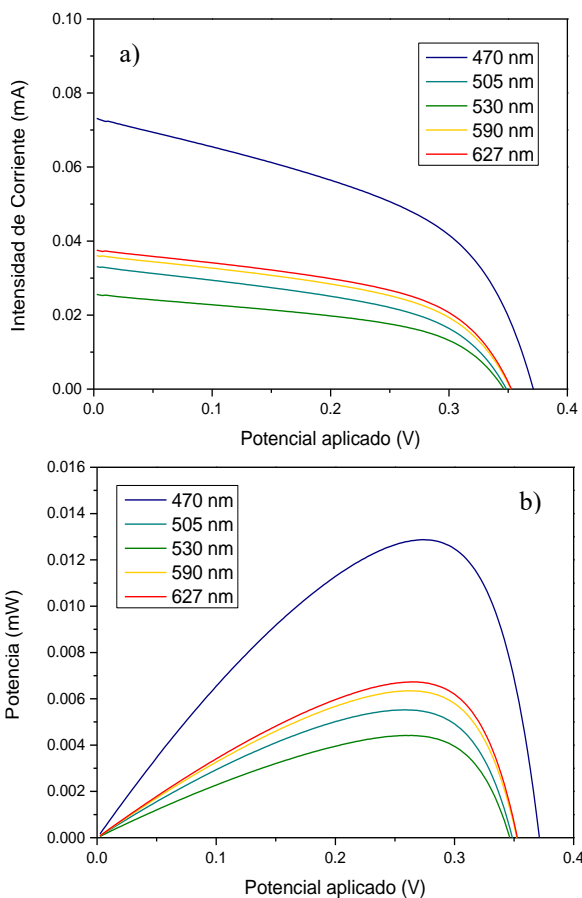 a)
470 nm
505 nm
530 nm
590 nm
627 nm
Intensidad de Corriente (mA)
0.10
0.08
0.06
0.04
0.02
0.00
0.0 0.1 0.2 0.3 0.4
Potencial aplicado (V)
b)
470 nm
505 nm
530 nm
590 nm
627 nm
Potencia (mW)
0.016
0.014
0.012
0.010
0.008
0.006
0.004
0.002
0.000
0.0 0.1 0.2 0.3 0.4
Potencial aplicado (V)